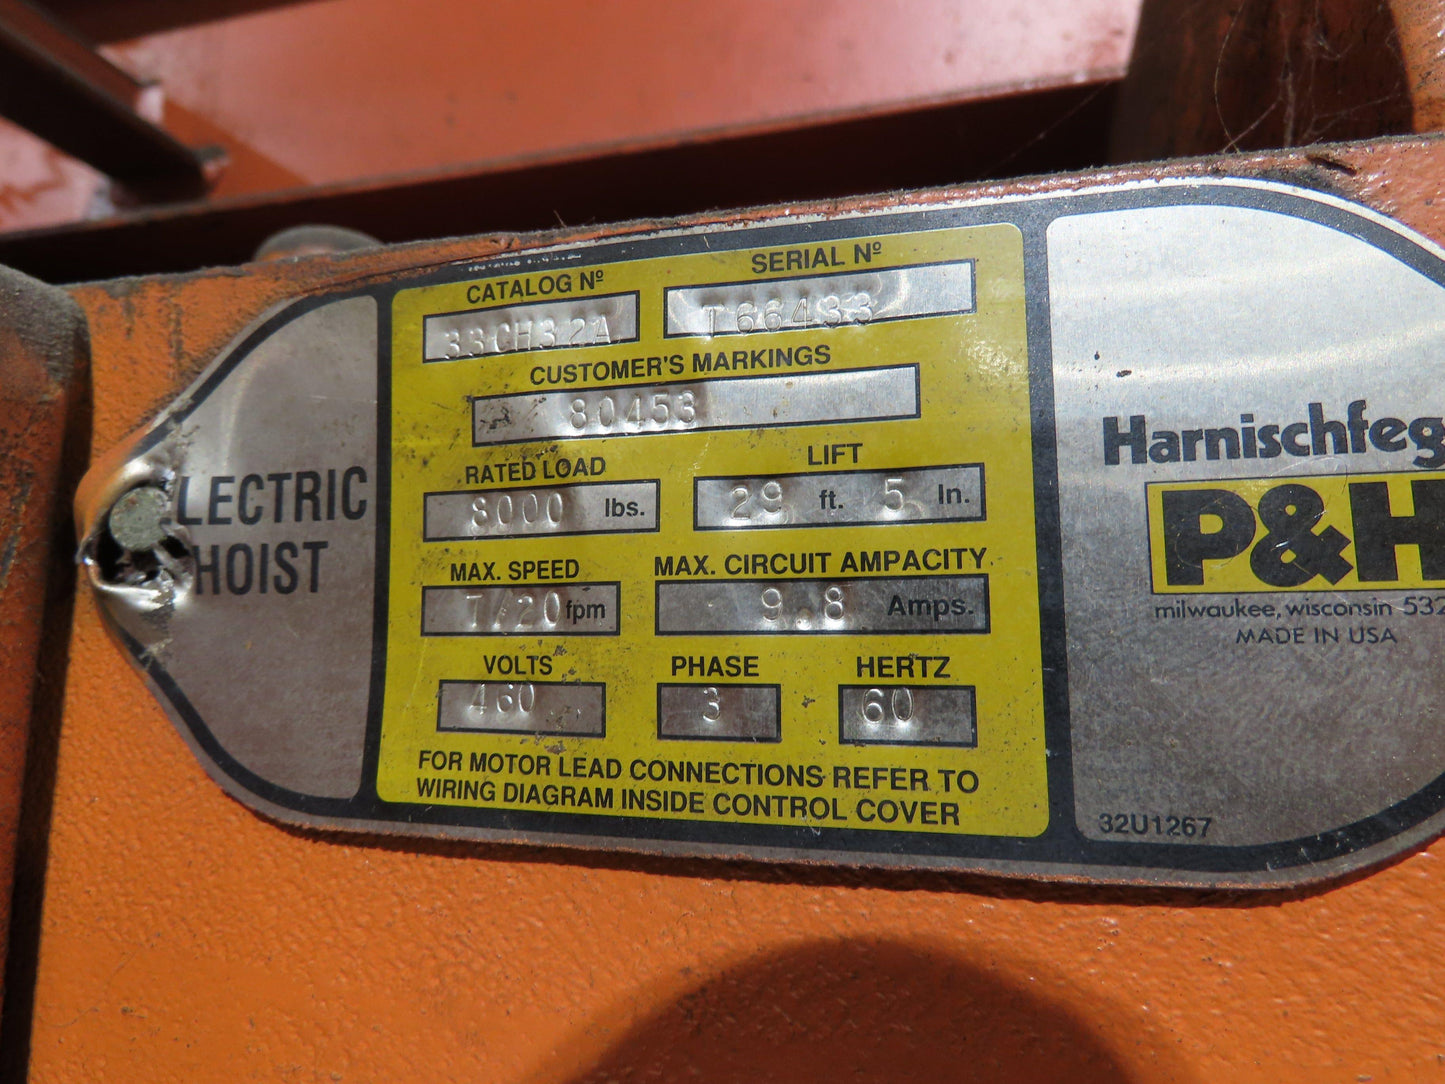 CATALOG Nº
SERIAL Nº
33CH32A
T66433
CUSTOMER'S MARKINGS
80453
RATED LOAD
LIFT
8000 lbs.
29 ft. 5 In.
MAX. SPEED
MAX. CIRCUIT AMPACITY
7/20 fpm
9.8 Amps.
VOLTS
PHASE
HERTZ
460
3
60
FOR MOTOR LEAD CONNECTIONS REFER TO
WIRING DIAGRAM INSIDE CONTROL COVER
LECTRIC
HOIST
Harnischfeg
P&H
milwaukee, wisconsin 532
MADE IN USA
32U1267